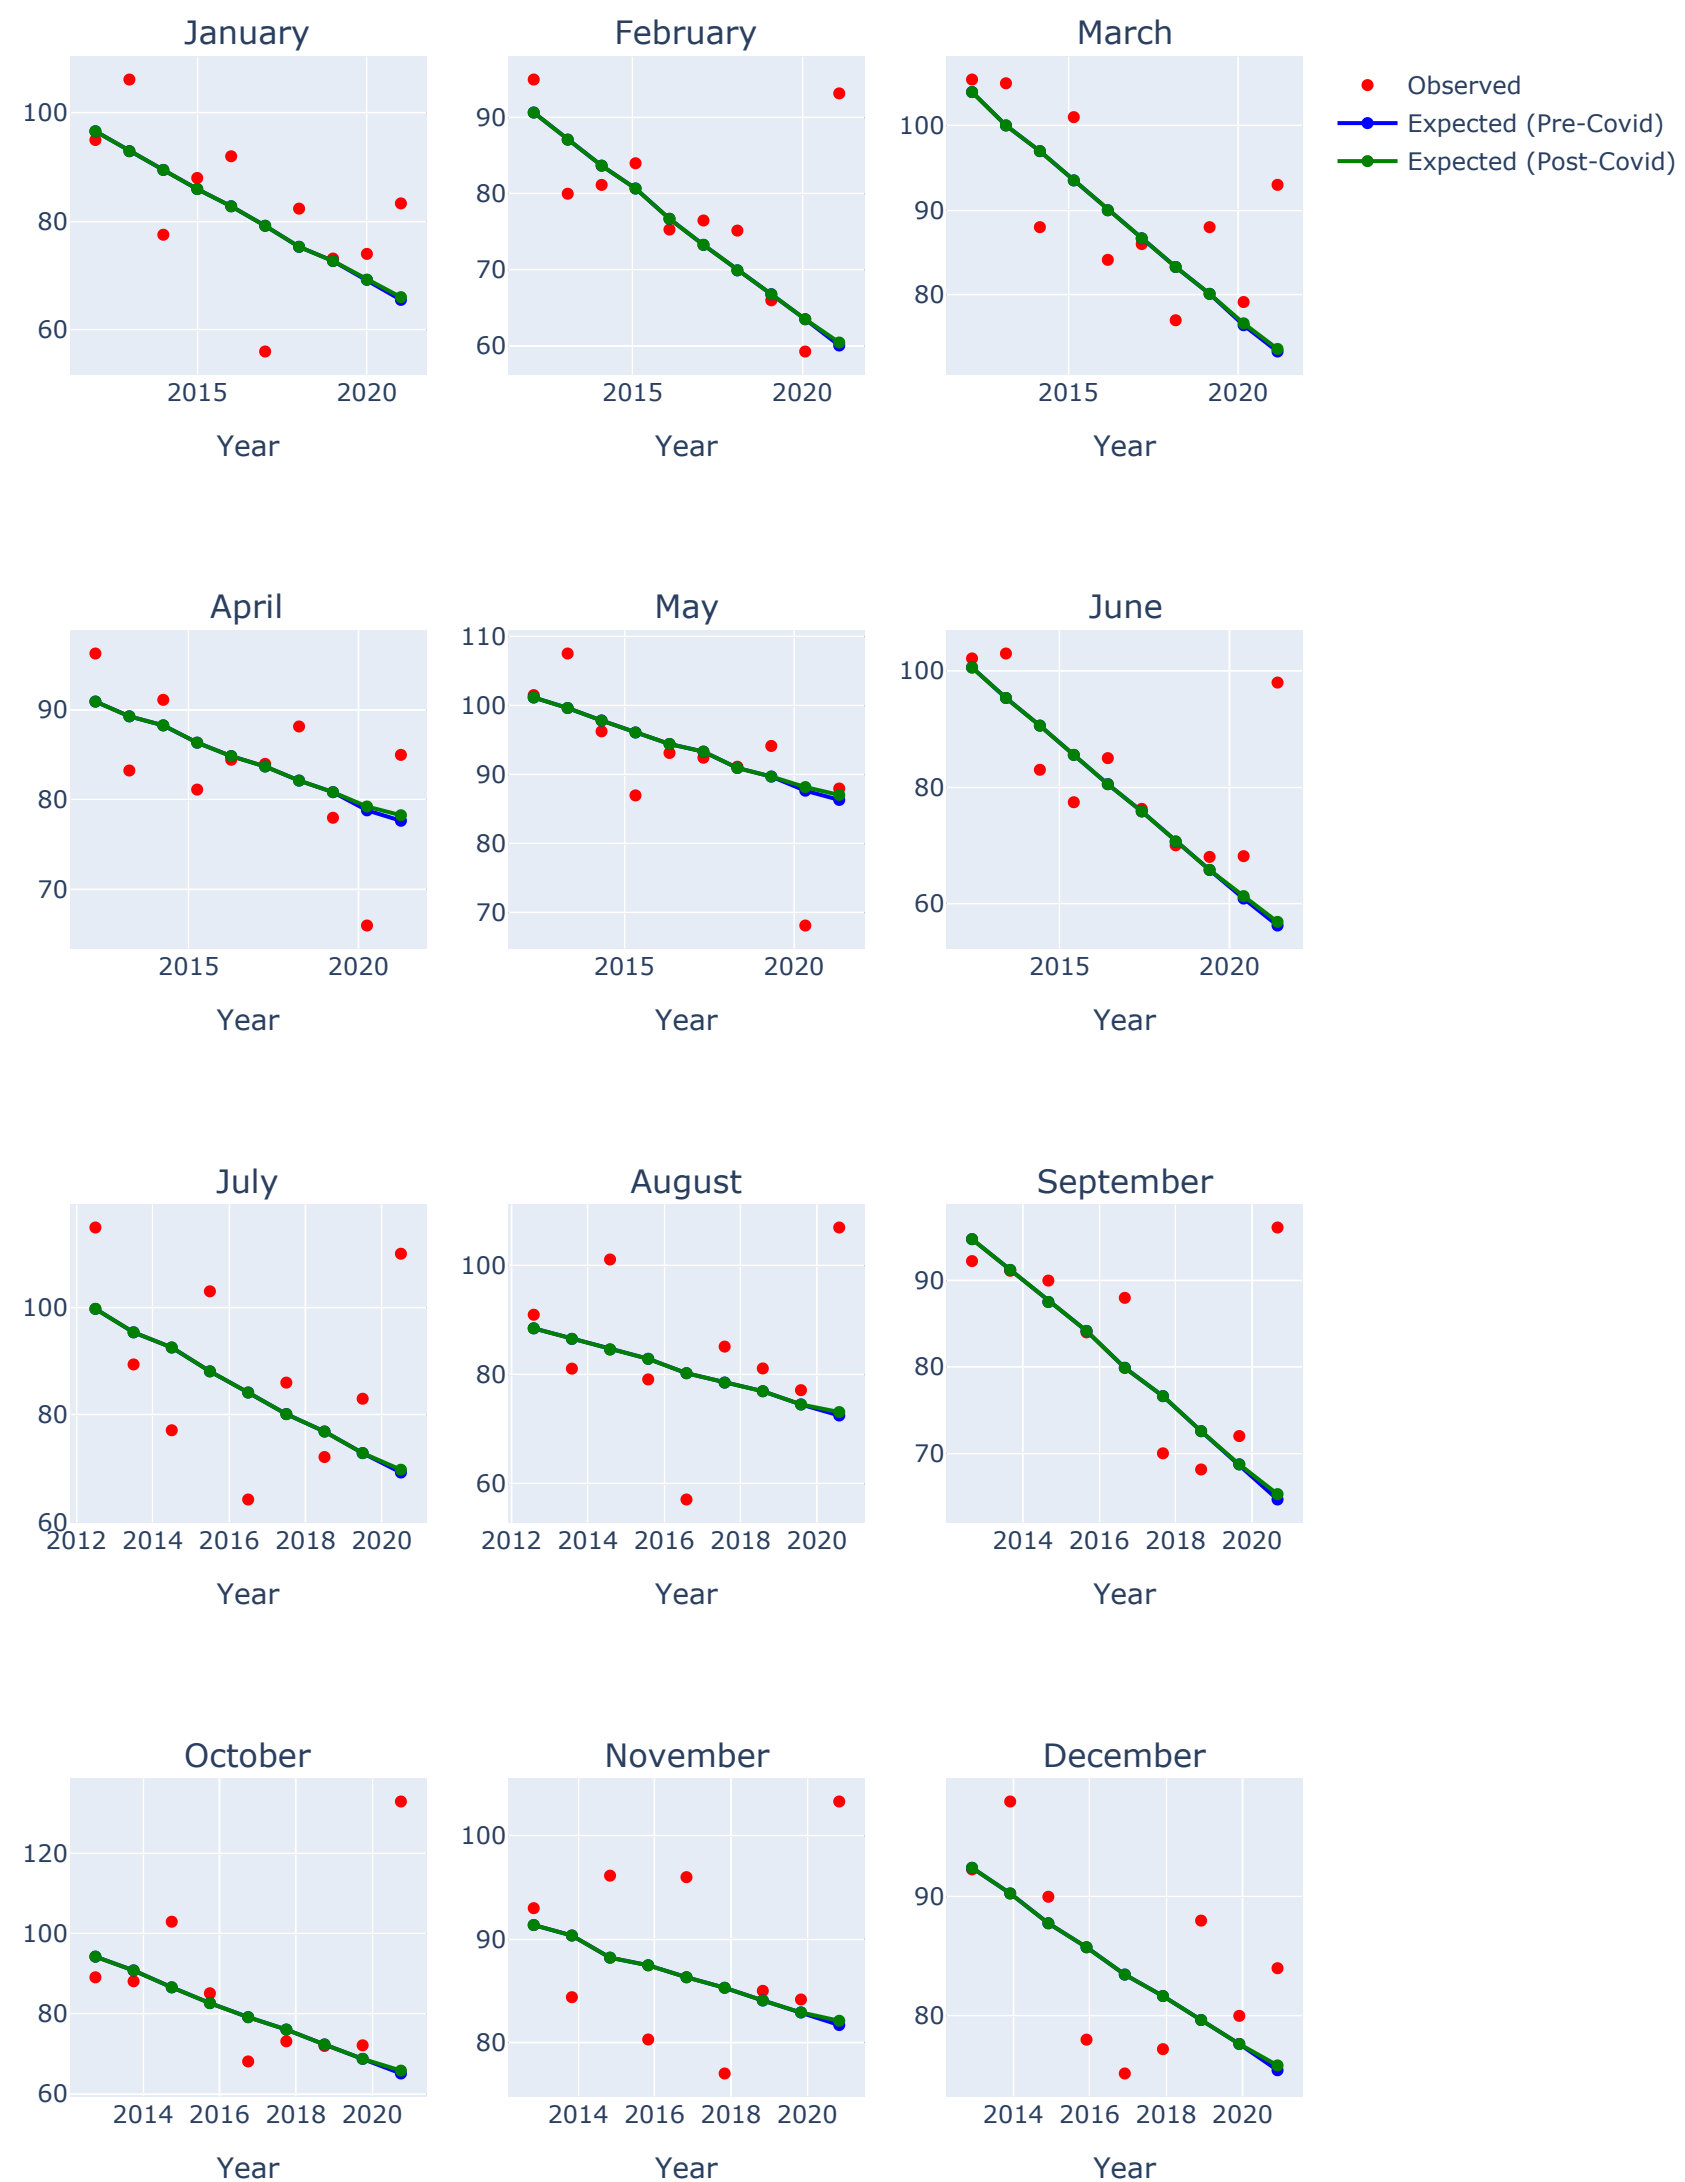 January
February
March
Observed
Expected (Pre-Covid)
Expected (Post-Covid)
100
80
60
2015
2020
Year
90
80
70
60
2015
2020
Year
100
90
80
2015
2020
Year
April
May
June
90
80
70
2015
2020
Year
110
100
90
80
70
2015
2020
Year
100
80
60
2015
2020
Year
July
August
September
100
80
60
2012
2014
2016
2018
2020
Year
100
80
60
2012
2014
2016
2018
2020
Year
90
80
70
2014
2016
2018
2020
Year
October
November
December
120
100
80
60
2014
2016
2018
2020
Year
100
90
80
2014
2016
2018
2020
Year
90
80
2014
2016
2018
2020
Year